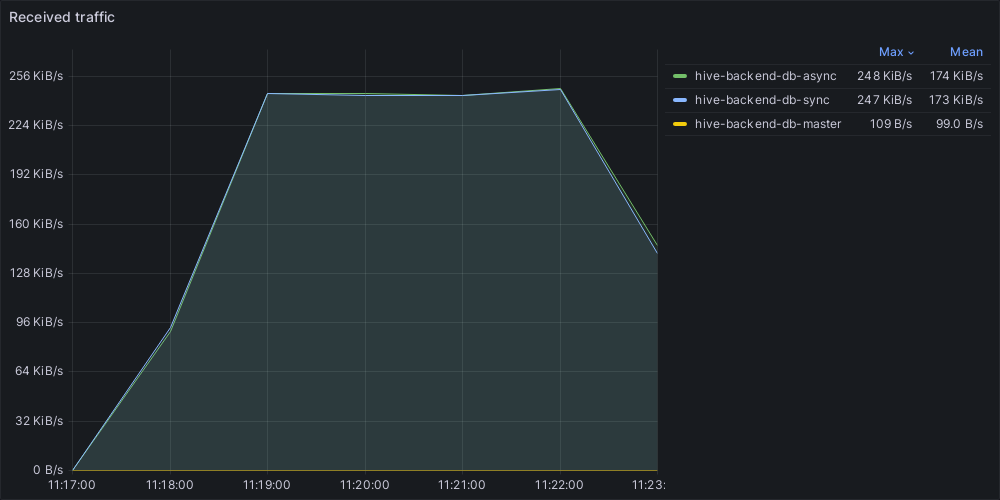 Received traffic
Max Mean
256 KiB/s
hive-backend-db-async 248 KiB/s 174 KiB/s
hive-backend-db-sync 247 KiB/s 173 KiB/s
224 KiB/s
hive-backend-db-master 109 B/s 99.0 B/s
192 KiB/s
160 KiB/s
128 KiB/s
96 KiB/s
64 KiB/s
32 KiB/s
0 B/s
11:17:00 11:18:00 11:19:00 11:20:00 11:21:00 11:22:00 11:23: